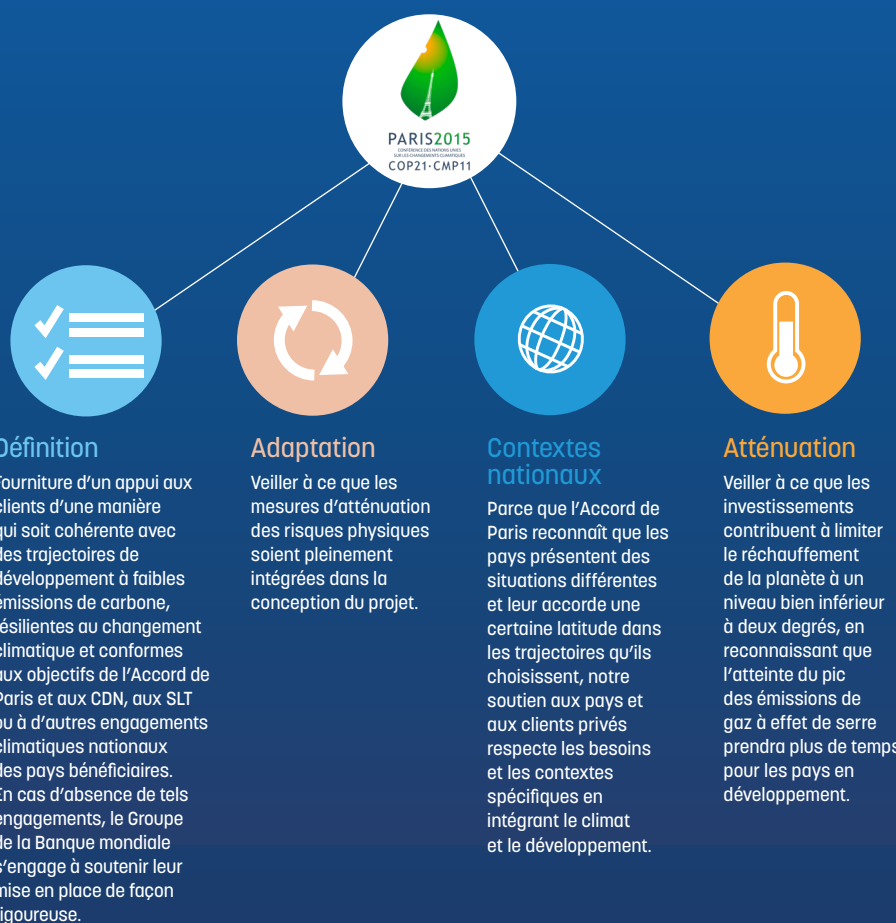 PARIS2015
CONFÉRENCE DES NATIONS UNIES
SUR LES CHANGEMENTS CLIMATIQUES
COP21·CMP11
Définition
Fourniture d'un appui aux
clients d'une manière
qui soit cohérente avec
des trajectoires de
développement à faibles
émissions de carbone,
résilientes au changement
climatique et conformes
aux objectifs de l'Accord de
Paris et aux CDN, aux SLT
ou à d'autres engagements
climatiques nationaux
des pays bénéficiaires.
En cas d'absence de tels
engagements, le Groupe
de la Banque mondiale
s'engage à soutenir leur
mise en place de façon
rigoureuse.
Adaptation
Veiller à ce que les
mesures d'atténuation
des risques physiques
soient pleinement
intégrées dans la
conception du projet.
Contextes
nationaux
Parce que l'Accord de
Paris reconnaît que les
pays présentent des
situations différentes
et leur accorde une
certaine latitude dans
les trajectoires qu'ils
choisissent, notre
soutien aux pays et
aux clients privés
respecte les besoins
et les contextes
spécifiques en
intégrant le climat
et le développement.
Atténuation
Veiller à ce que les
investissements
contribuent à limiter
le réchauffement
de la planète à un
niveau bien inférieur
à deux degrés, en
reconnaissant que
l'atteinte du pic
des émissions de
gaz à effet de serre
prendra plus de temps
pour les pays en
développement.